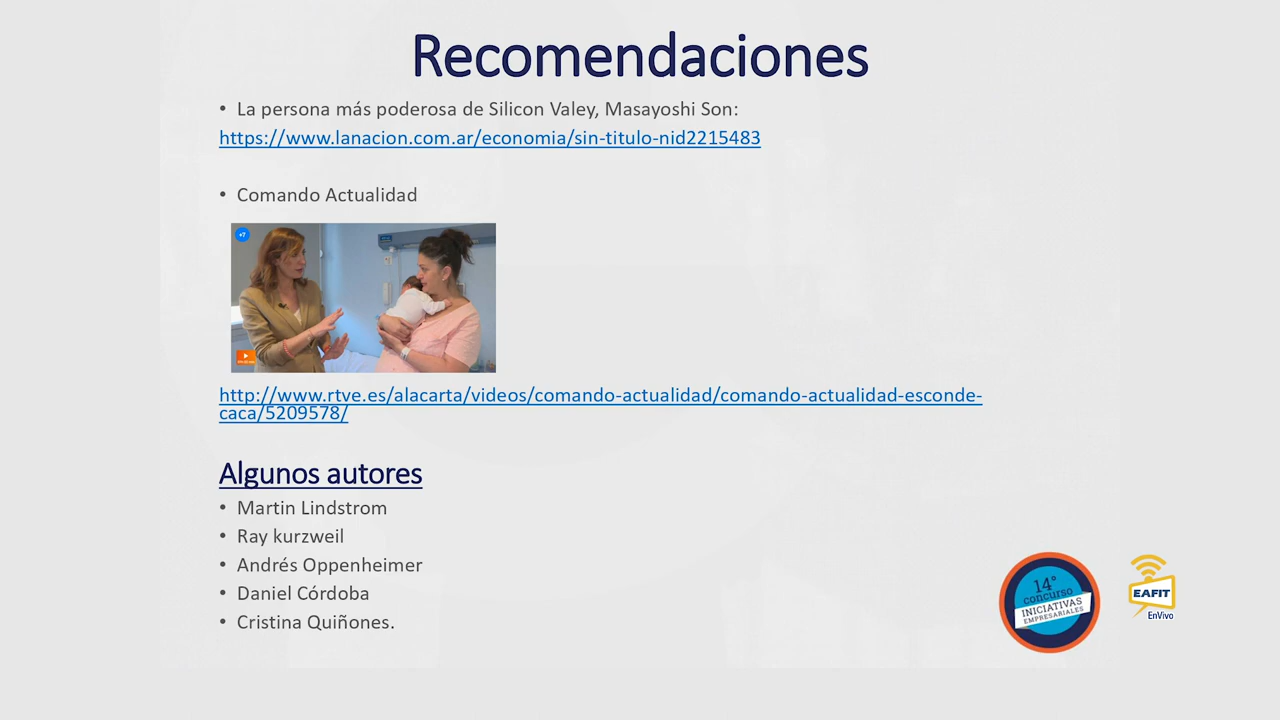 Recomendaciones
• La persona más poderosa de Silicon Valey, Masayoshi Son:
https://www.lanacion.com.ar/economia/sin-titulo-nid2215483
• Comando Actualidad
+7
http://www.rtve.es/alacarta/videos/comando-actualidad/comando-actualidad-esconde-
caca/5209578/
Algunos autores
• Martin Lindstrom
• Ray kurzweil
• Andrés Oppenheimer
• Daniel Córdoba
• Cristina Quiñones.
14°
concurso
INICIATIVAS
EMPRESARIALES
EAFIT
EnVivo